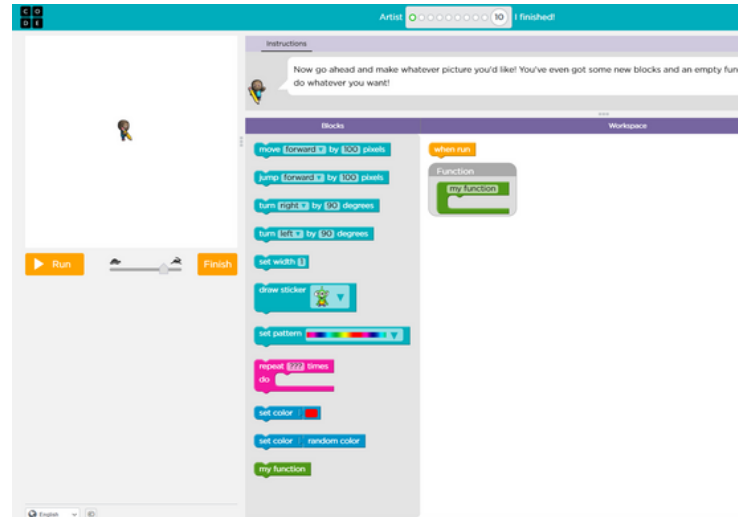 C O
D E
Artist 10 I finished!
Instructions
Now go ahead and make whatever picture you'd like! You've even got some new blocks and an empty
do whatever you want!
Blocks
Workspace
move forward by 100 pixels
when run
jump forward by 100 pixels
Function
my function
turn right by 90 degrees
turn left by 90 degrees
Run
Finish
set width 1
draw sticker
set pattern
repeat ??? times
do
set color
set color random color
my function
English